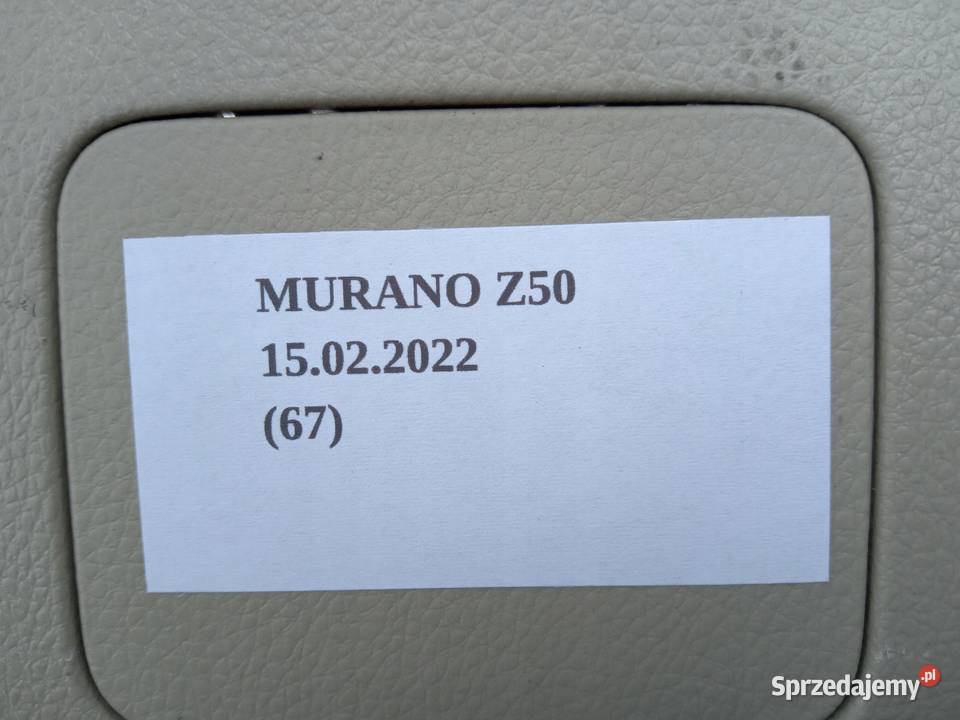 MURANO Z50
15.02.2022
(67)
Sprzedajemy.pl